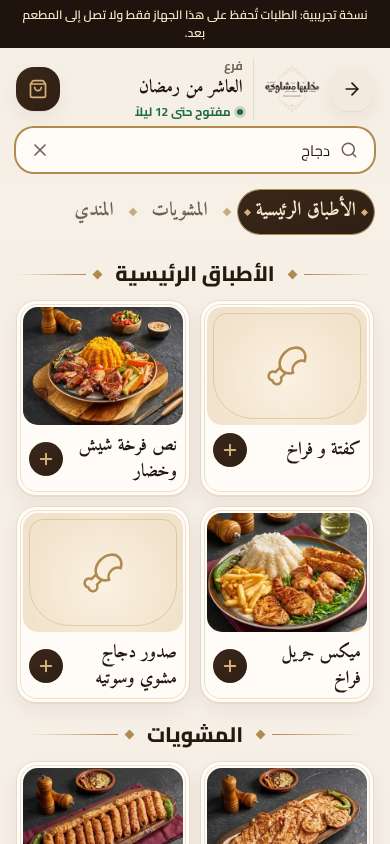 نسخة تجريبية: الطلبات تُحفظ على هذا الجهاز فقط ولا تصل إلى المطعم
بعد.
فرع
العاشر من رمضان
مفتوح حتى 12 ليلاً
دجاج
الأطباق الرئيسية
المشويات
المندي
الأطباق الرئيسية
كفتة و فراخ
نص فرخة شيش
وخضار
ميكس جريل
فراخ
صدور دجاج
مشوي وسوتيه
المشويات